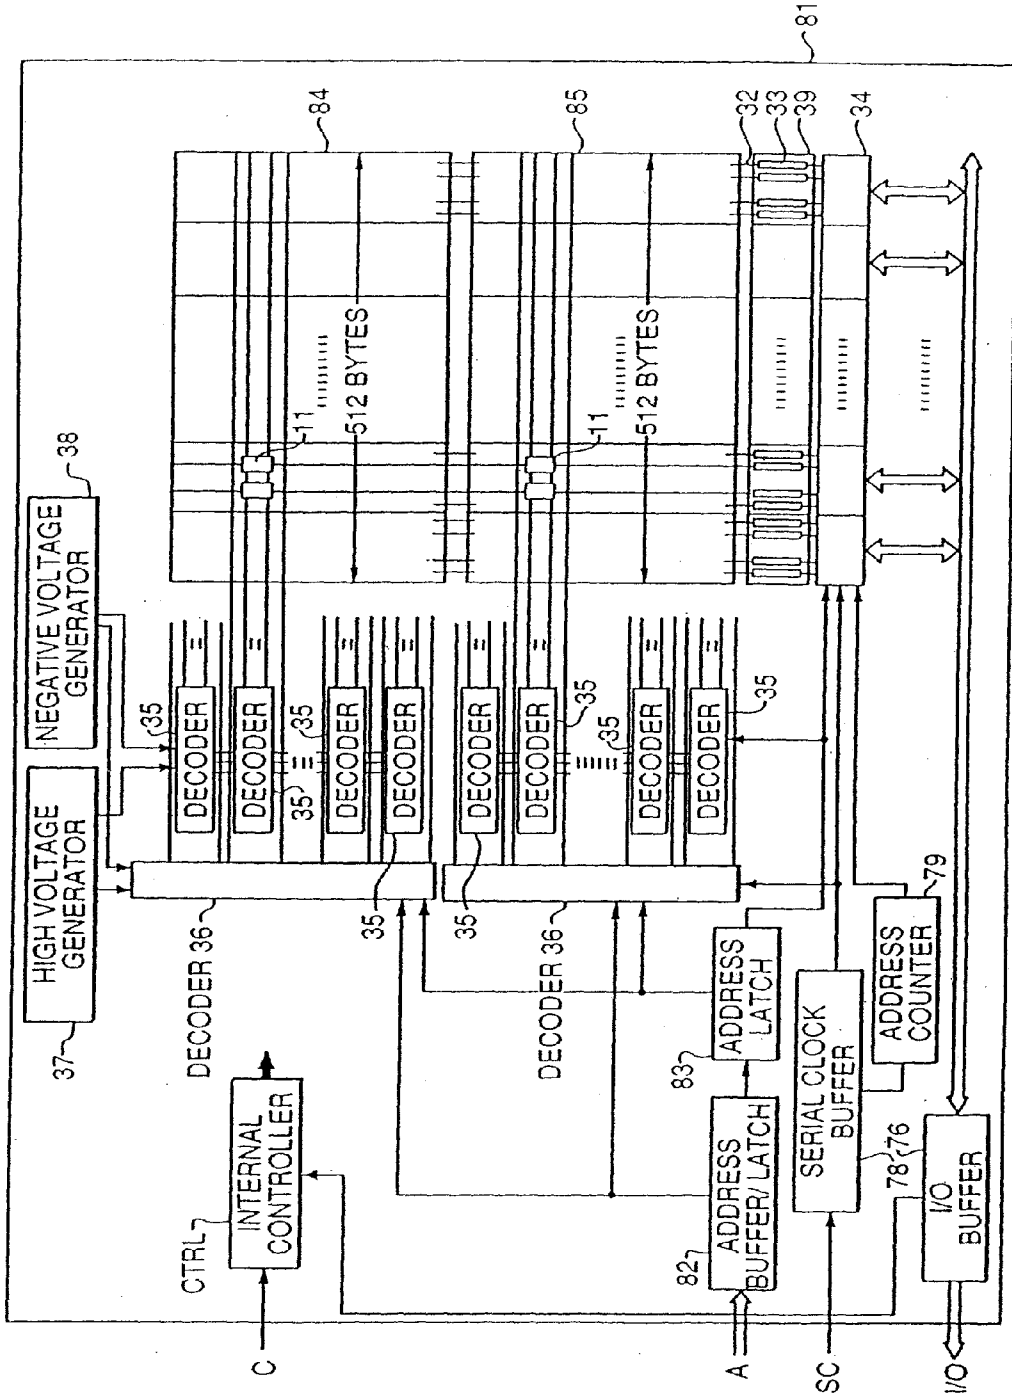 81
37
HIGH VOLTAGE
GENERATOR
NEGATIVE VOLTAGE
GENERATOR
38
C
CTRL
INTERNAL
CONTROLLER
DECODER 36
35
DECODER
DECODER
35
35
DECODER
35
DECODER
84
11
512 BYTES
DECODER 36
35
DECODER
DECODER
35
35
DECODER
DECODER
35
85
11
512 BYTES
32
33
39
34
A
82
ADDRESS
BUFFER/LATCH
83
ADDRESS
LATCH
SC
SERIAL CLOCK
BUFFER
78
76
ADDRESS
COUNTER
79
I/O
I/O
BUFFER